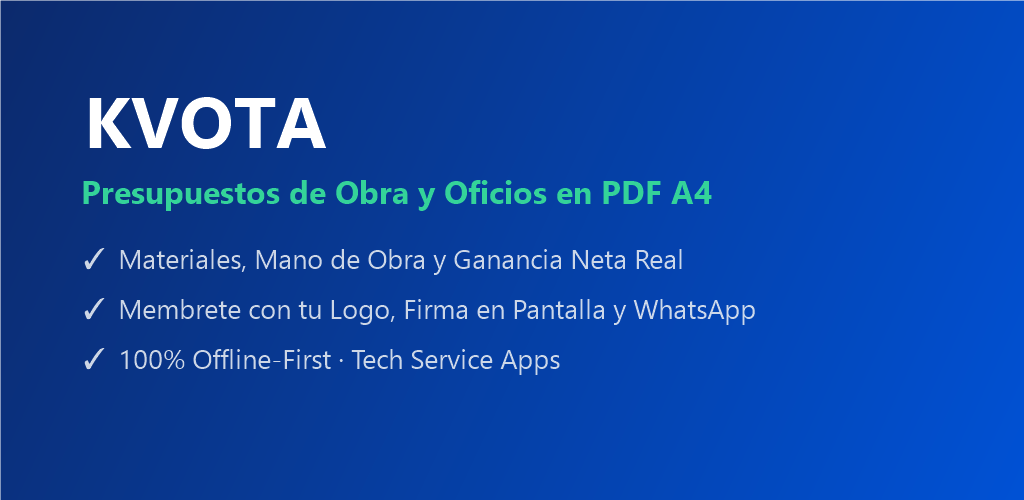 KVOTA
Presupuestos de Obra y Oficios en PDF A4
✓ Materiales, Mano de Obra y Ganancia Neta Real
✓ Membrete con tu Logo, Firma en Pantalla y WhatsApp
✓ 100% Offline-First · Tech Service Apps